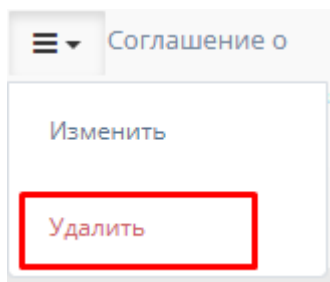 Соглашение о
Изменить
Удалить